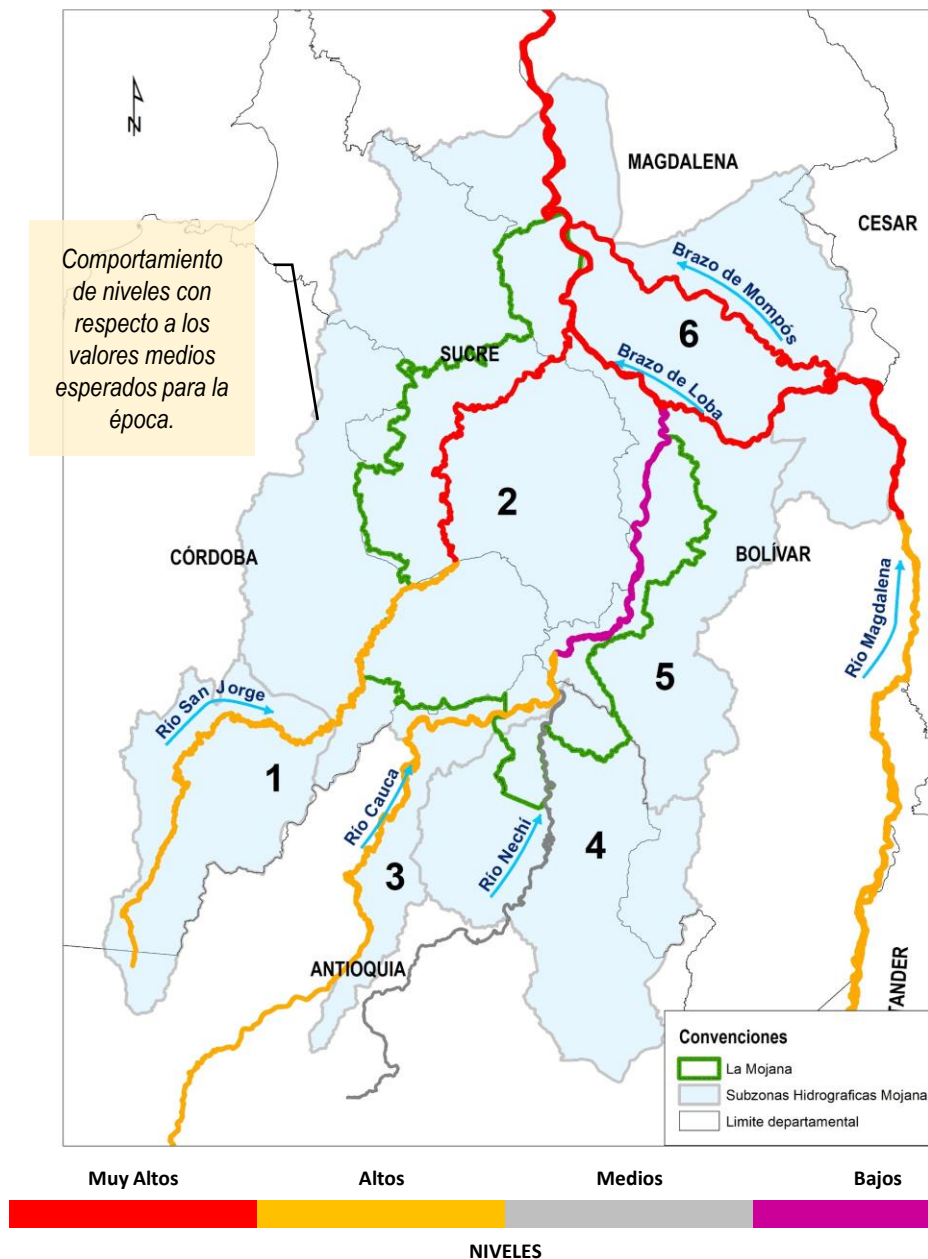 N
MAGDALENA
CESAR
Comportamiento
de niveles con
respecto a los
valores medios
esperados para la
época.
Brazo de Mompós
6
SUCRE
Brazo de Loba
2
CÓRDOBA
BOLÍVAR
Río Magdalena
5
Río San Jorge
1
Río Cauca
3
Río Nechí
4
ANTIOQUIA
TANDER
Convenciones
La Mojana
Subzonas Hidrograficas Mojana
Limite departamental
Muy Altos Altos Medios Bajos
NIVELES